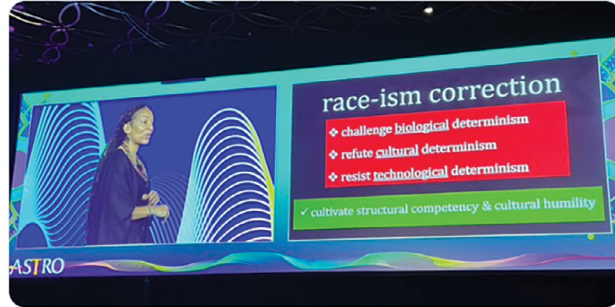 race-ism correction
❖ challenge biological determinism
❖ refute cultural determinism
❖ resist technological determinism
✓ cultivate structural competency & cultural humility
ASTRO